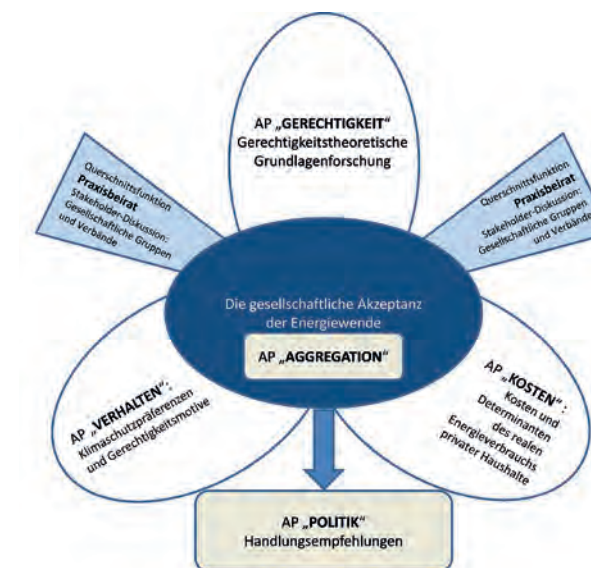 AP „GERECHTIGKEIT“
Gerechtigkeitstheoretische
Grundlagenforschung
Querschnittsfunktion
Praxisbeirat
Stakeholder-Diskussion:
Gesellschaftliche Gruppen
und Verbände
Querschnittsfunktion
Praxisbeirat
Stakeholder-Diskussion:
Gesellschaftliche Gruppen
und Verbände
Die gesellschaftliche Akzeptanz
der Energiewende
AP „AGGREGATION“
AP „VERHALTEN“ :
Klimaschutzpräferenzen
und Gerechtigkeitsmotive
AP „KOSTEN“ :
Kosten und
Determinanten
des realen
Energieverbrauchs
privater Haushalte
AP „POLITIK“
Handlungsempfehlungen